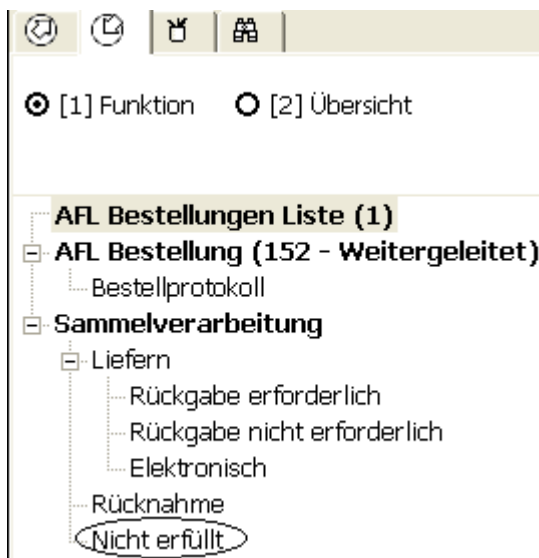 [1] Funktion [2] Übersicht
AFL Bestellungen Liste (1)
AFL Bestellung (152 - Weitergeleitet)
Bestellprotokoll
Sammelverarbeitung
Liefern
Rückgabe erforderlich
Rückgabe nicht erforderlich
Elektronisch
Rücknahme
Nicht erfüllt